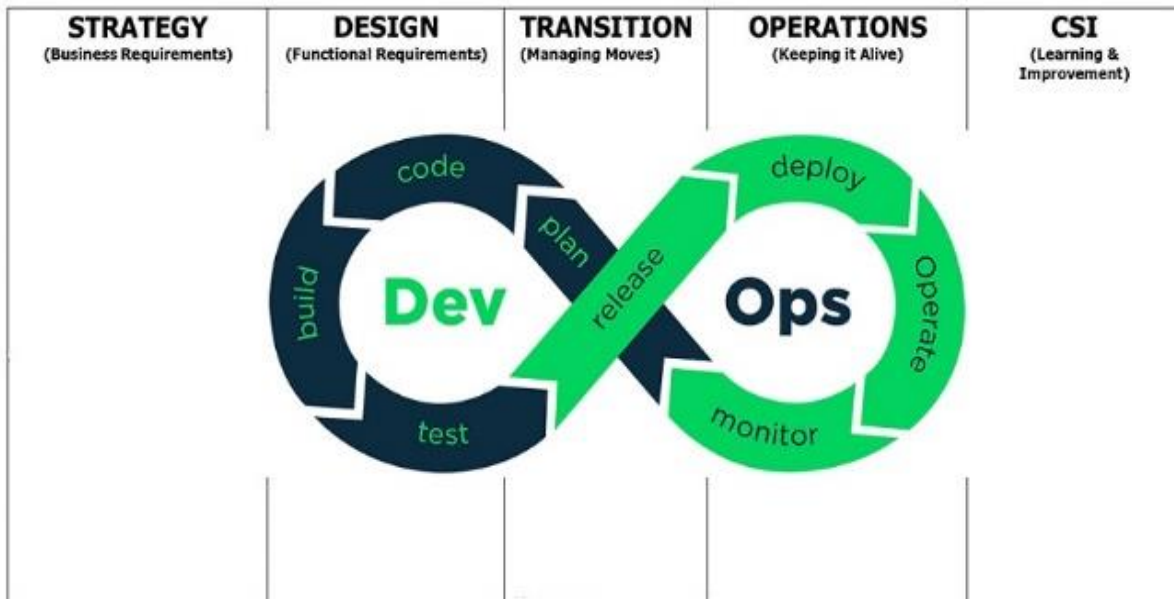 STRATEGY
(Business Requirements)
DESIGN
(Functional Requirements)
TRANSITION
(Managing Moves)
OPERATIONS
(Keeping it Alive)
CSI
(Learning &
Improvement)
code
build
test
plan
release
deploy
Operate
monitor
Dev
Ops